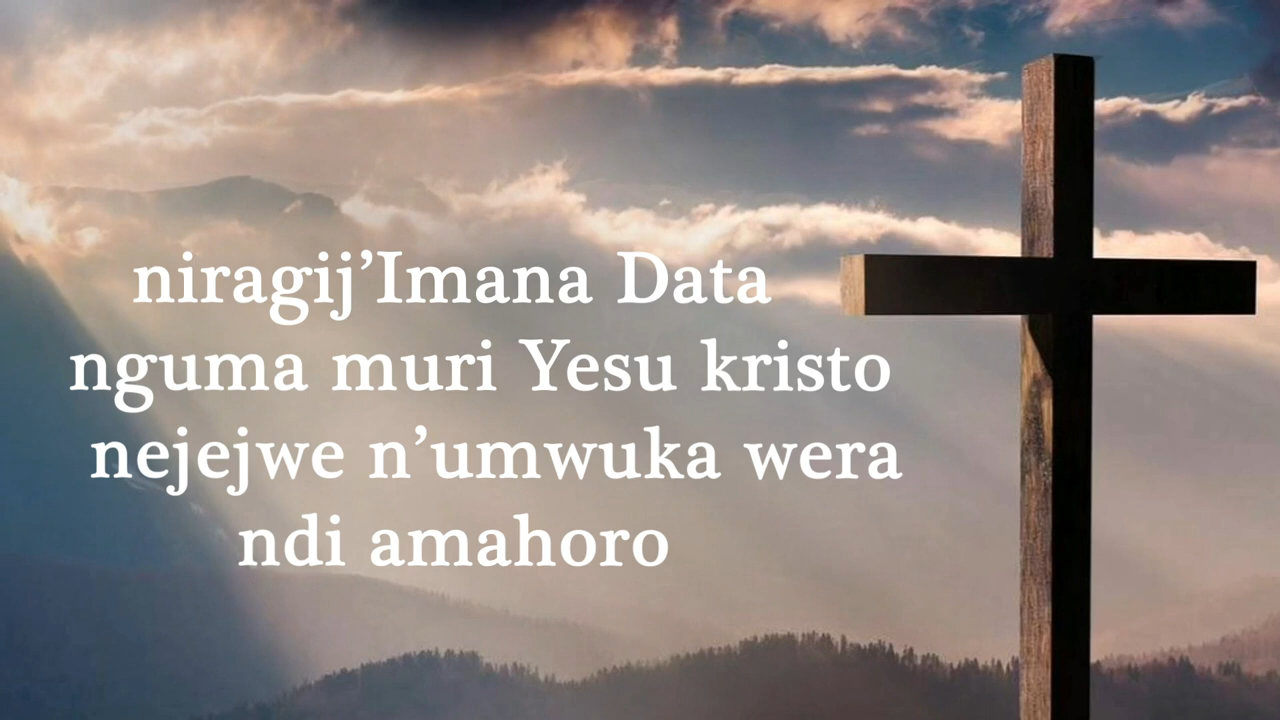 niragij’Imana Data
nguma muri Yesu kristo
nejejwe n’umwuka wera
ndi amahoro